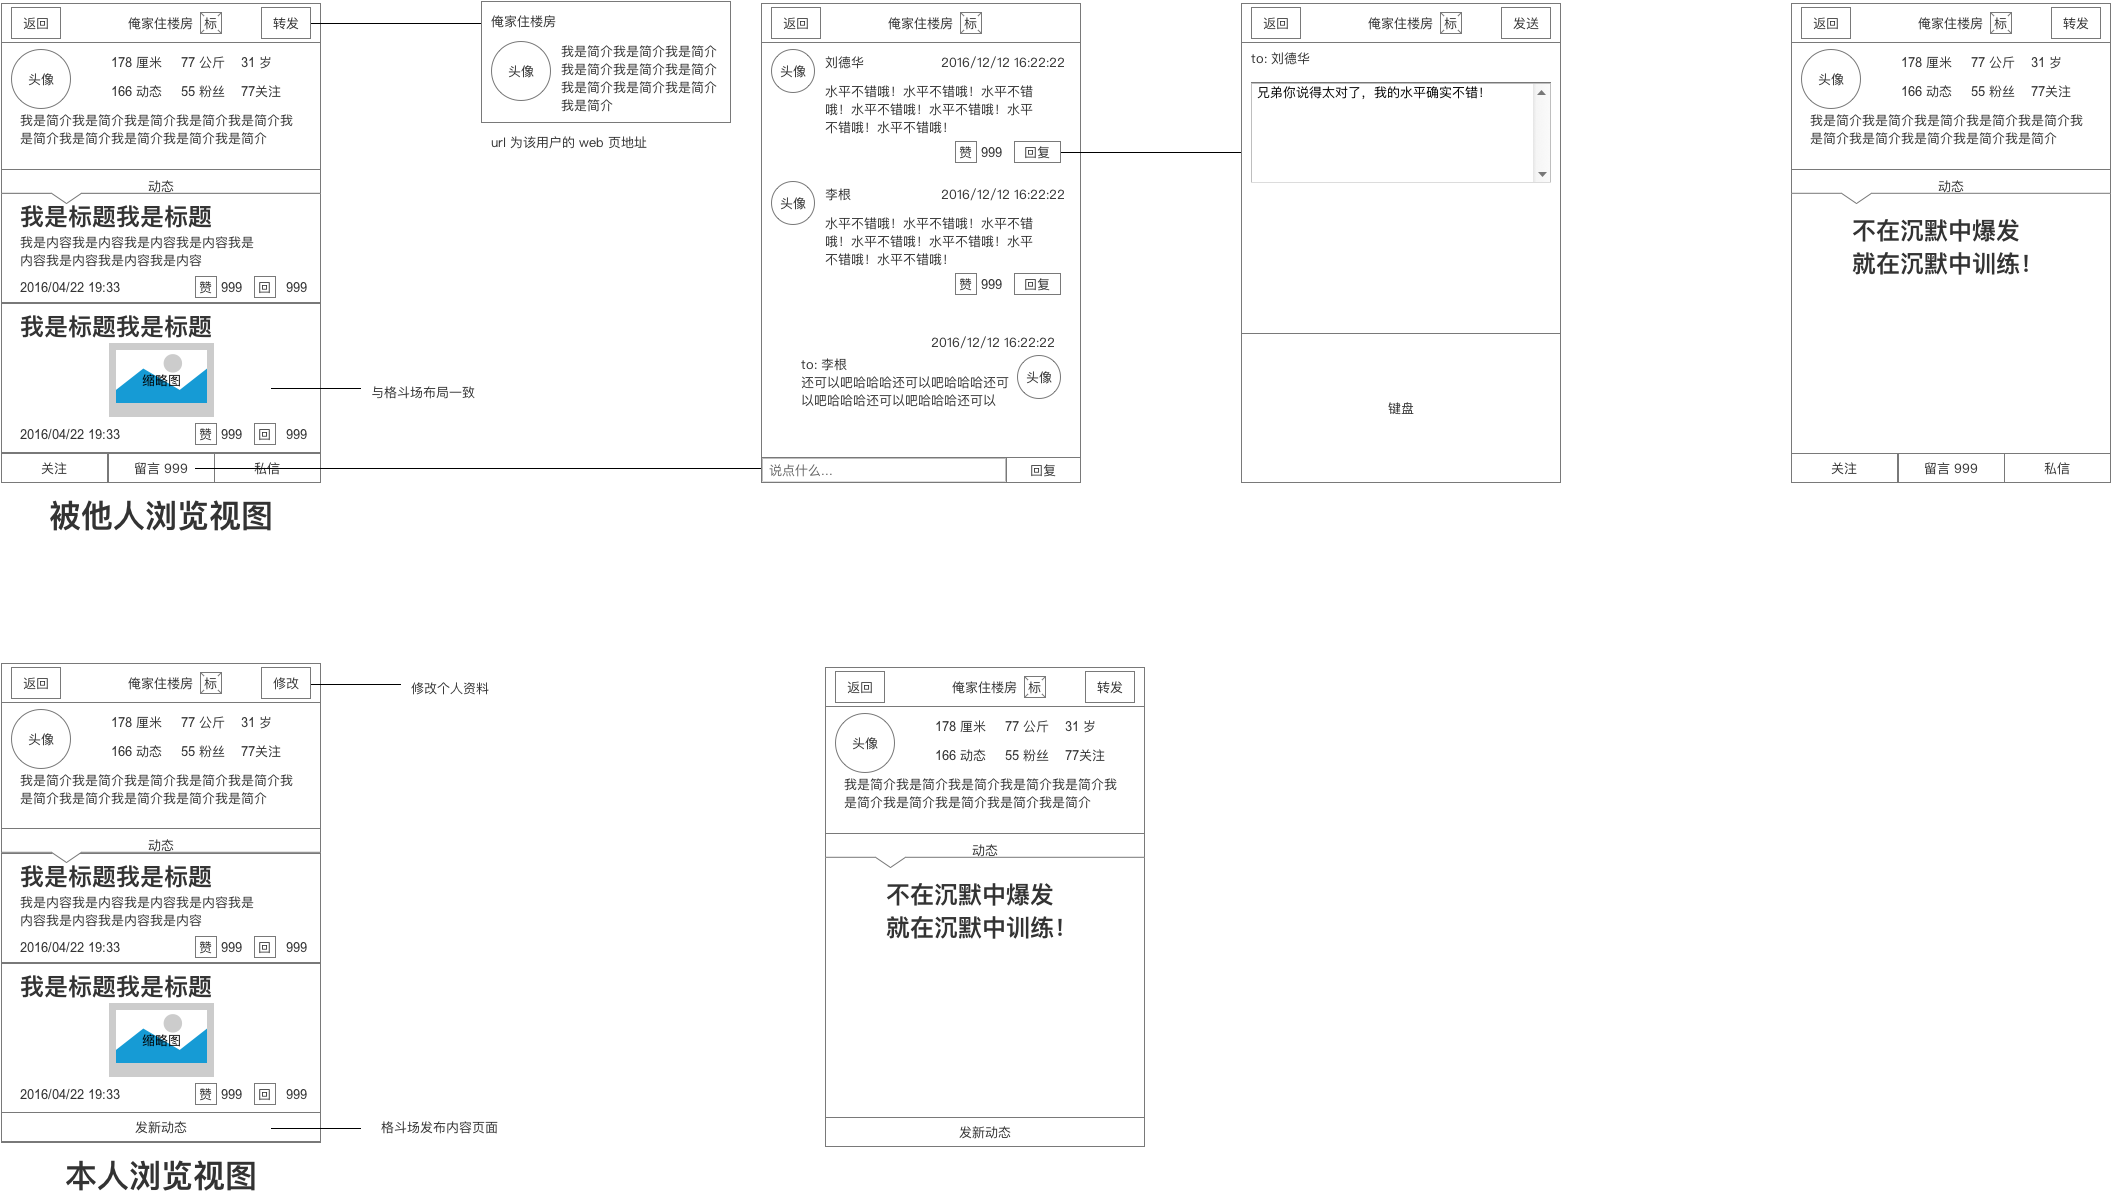 返回
俺家住楼房 标
转发
头像
178 厘米 77 公斤 31 岁
166 动态 55 粉丝 77关注
我是简介我是简介我是简介我是简介我是简介我
是简介我是简介我是简介我是简介我是简介
动态
我是标题我是标题
我是内容我是内容我是内容我是内容我是
内容我是内容我是内容我是内容
2016/04/22 19:33 赞 999 回 999
我是标题我是标题
缩略图
2016/04/22 19:33 赞 999 回 999
关注 留言 999 私信
被他人浏览视图
与格斗场布局一致
俺家住楼房
头像
我是简介我是简介我是简介
我是简介我是简介我是简介
我是简介我是简介我是简介
我是简介
url 为该用户的 web 页地址
返回
俺家住楼房 标
头像
刘德华 2016/12/12 16:22:22
水平不错哦！水平不错哦！水平不错
哦！水平不错哦！水平不错哦！水平
不错哦！水平不错哦！
赞 999 回复
头像
李根 2016/12/12 16:22:22
水平不错哦！水平不错哦！水平不错
哦！水平不错哦！水平不错哦！水平
不错哦！水平不错哦！
赞 999 回复
2016/12/12 16:22:22
to: 李根
还可以吧哈哈哈还可以吧哈哈哈还可
以吧哈哈哈还可以吧哈哈哈还可以
头像
说点什么... 回复
返回
俺家住楼房 标
发送
to: 刘德华
兄弟你说得太对了，我的水平确实不错！
键盘
返回
俺家住楼房 标
转发
头像
178 厘米 77 公斤 31 岁
166 动态 55 粉丝 77关注
我是简介我是简介我是简介我是简介我是简介我
是简介我是简介我是简介我是简介我是简介
动态
不在沉默中爆发
就在沉默中训练！
关注 留言 999 私信
返回
俺家住楼房 标
修改
修改个人资料
头像
178 厘米 77 公斤 31 岁
166 动态 55 粉丝 77关注
我是简介我是简介我是简介我是简介我是简介我
是简介我是简介我是简介我是简介我是简介
动态
我是标题我是标题
我是内容我是内容我是内容我是内容我是
内容我是内容我是内容我是内容
2016/04/22 19:33 赞 999 回 999
我是标题我是标题
缩略图
2016/04/22 19:33 赞 999 回 999
发新动态
格斗场发布内容页面
本人浏览视图
返回
俺家住楼房 标
转发
头像
178 厘米 77 公斤 31 岁
166 动态 55 粉丝 77关注
我是简介我是简介我是简介我是简介我是简介我
是简介我是简介我是简介我是简介我是简介
动态
不在沉默中爆发
就在沉默中训练！
发新动态